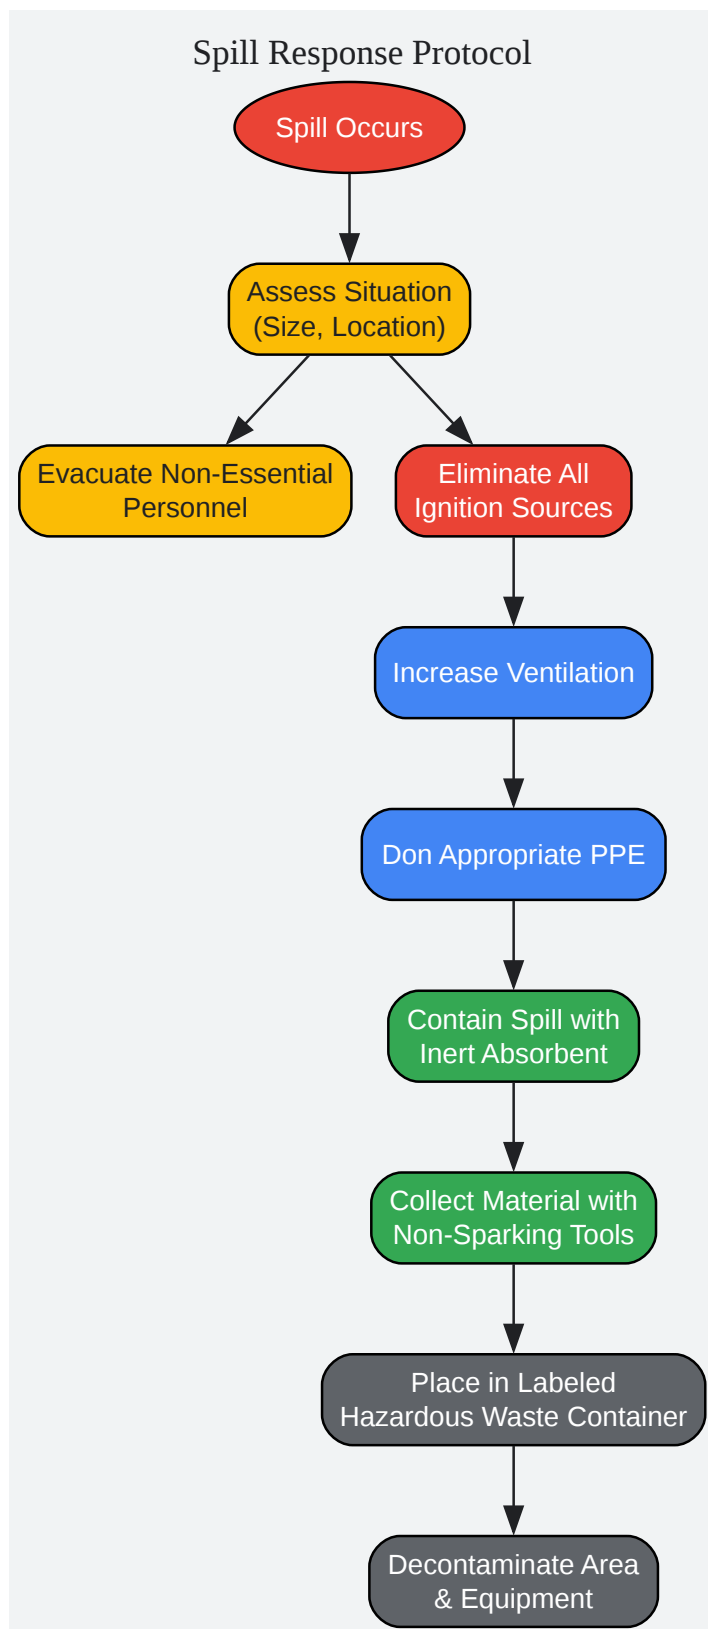 Spill Response Protocol
Spill Occurs
Assess Situation
(Size, Location)
Evacuate Non-Essential
Personnel
Eliminate All
Ignition Sources
Increase Ventilation
Don Appropriate PPE
Contain Spill with
Inert Absorbent
Collect Material with
Non-Sparking Tools
Place in Labeled
Hazardous Waste Container
Decontaminate Area
& Equipment